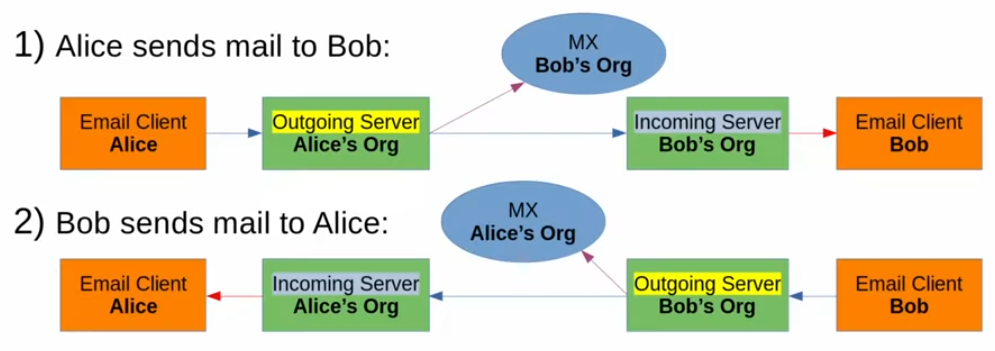 1) Alice sends mail to Bob:
MX
Bob's Org
Email Client
Alice
Outgoing Server
Alice's Org
Incoming Server
Bob's Org
Email Client
Bob
2) Bob sends mail to Alice:
MX
Alice's Org
Email Client
Alice
Incoming Server
Alice's Org
Outgoing Server
Bob's Org
Email Client
Bob